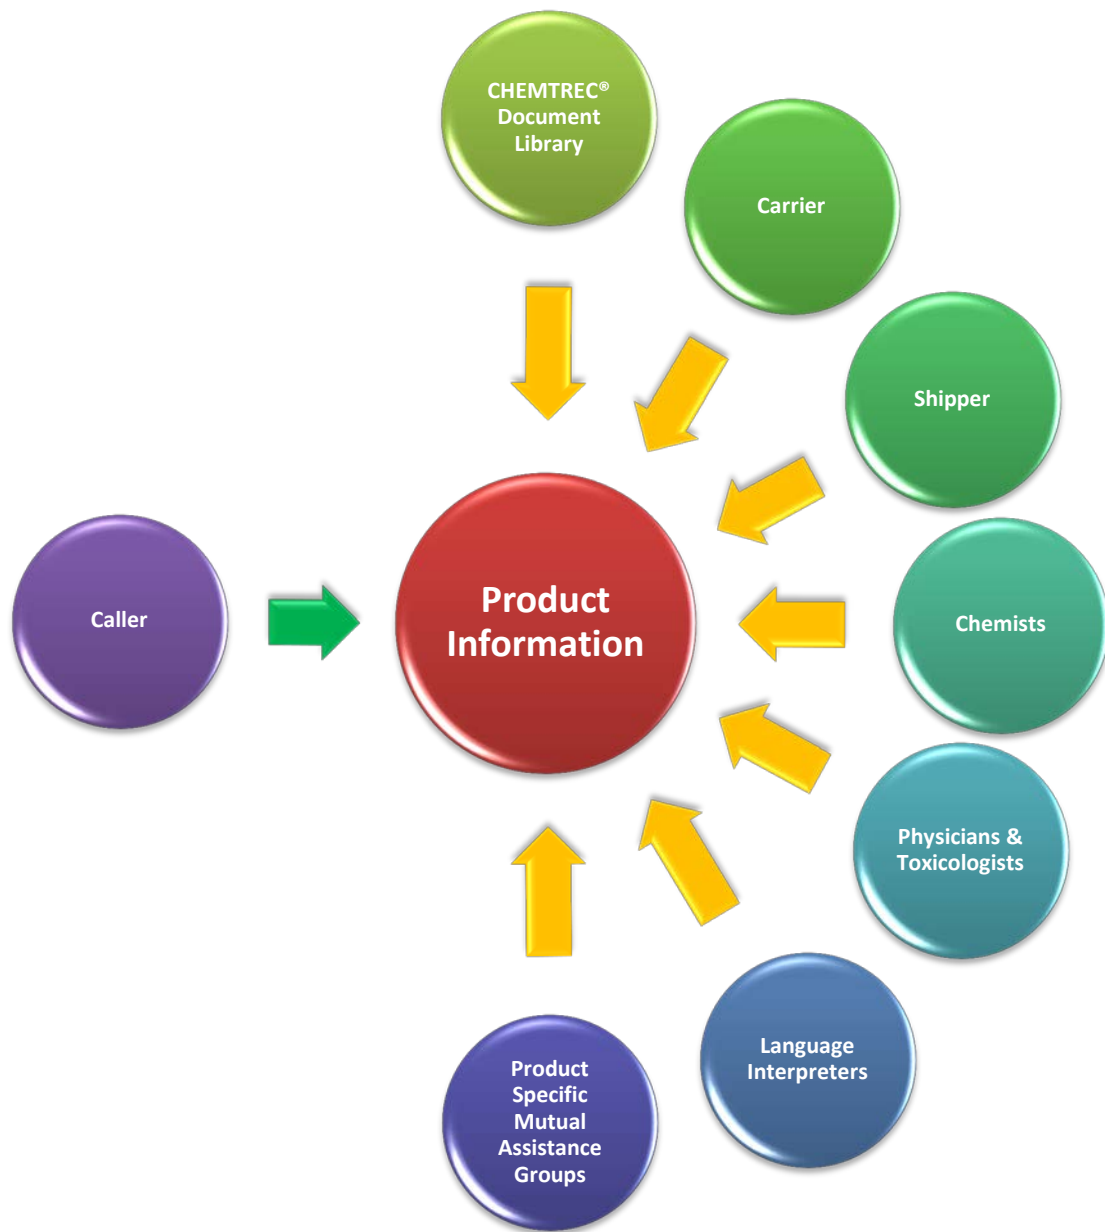 CHEMTREC®
Document
Library
Carrier
Shipper
Product
Information
Caller
Chemists
Physicians &
Toxicologists
Language
Interpreters
Product
Specific
Mutual
Assistance
Groups